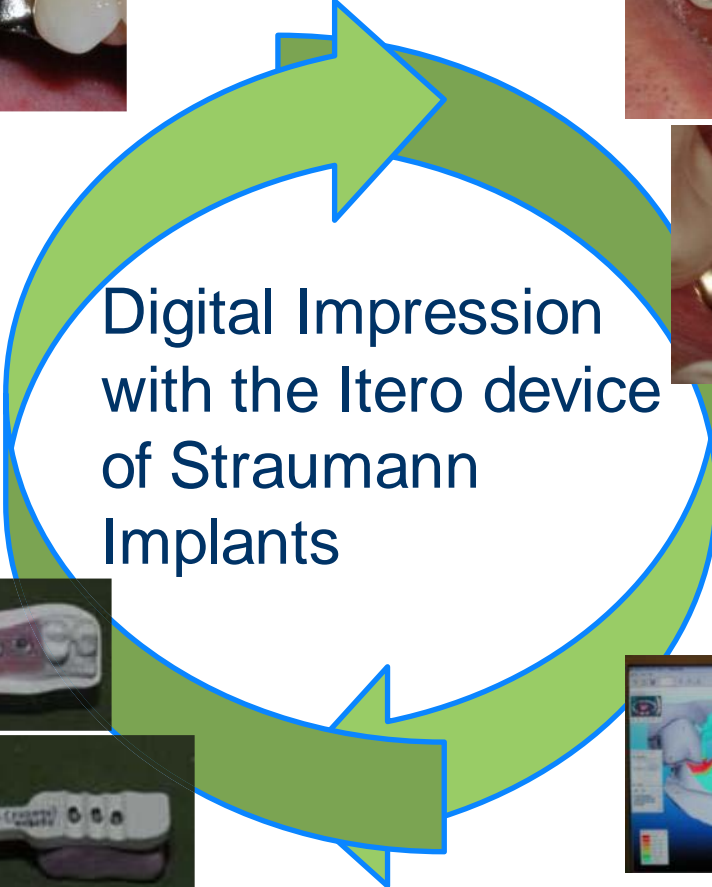 Digital Impression
with the Itero device
of Straumann
Implants